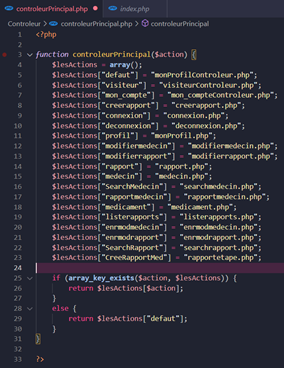 controleurPrincipal.php
index.php
Controleur > controleurPrincipal.php > controleurPrincipal
1 <?php
2
3 function controleurPrincipal($action) {
4 $lesActions = array();
5 $lesActions["defaut"] = "monProfilControleur.php";
6 $lesActions["visiteur"] = "visiteurControleur.php";
7 $lesActions["mon_compte"] = "mon_compteControleur.php";
8 $lesActions["creerapport"] = "creerapport.php";
9 $lesActions["connexion"] = "connexion.php";
10 $lesActions["deconnexion"] = "deconnexion.php";
11 $lesActions["profil"] = "monProfil.php";
12 $lesActions["modifiermedecin"] = "modifiermedecin.php";
13 $lesActions["modifierrapport"] = "modifierrapport.php";
14 $lesActions["rapport"] = "rapport.php";
15 $lesActions["medecin"] = "medecin.php";
16 $lesActions["SearchMedecin"] = "searchmedecin.php";
17 $lesActions["rapportmedecin"] = "rapportmedecin.php";
18 $lesActions["medicament"] = "medicament.php";
19 $lesActions["listerapports"] = "listerapports.php";
20 $lesActions["enrmodmedecin"] = "enrmodmedecin.php";
21 $lesActions["enrmodrapport"] = "enrmodrapport.php";
22 $lesActions["SearchRapport"] = "searchrapport.php";
23 $lesActions["CreeRapportMed"] = "rapportetape.php";
24
25 if (array_key_exists($action, $lesActions)) {
26 return $lesActions[$action];
27 }
28 else {
29 return $lesActions["defaut"];
30 }
31 }
32
33 ?>